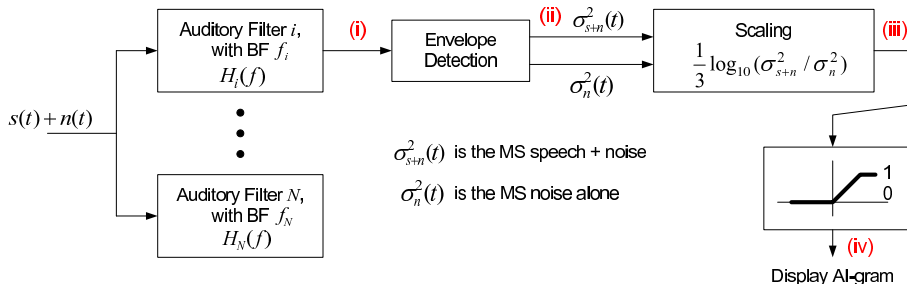 Auditory Filter i,
with BF f_i
H_i(f)
(i)
Envelope
Detection
(ii)
σ²_{s+n}(t)
σ²_n(t)
Scaling
1/3 log₁₀(σ²_{s+n} / σ²_n)
(iii)
s(t)+n(t)
σ²_{s+n}(t) is the MS speech + noise
σ²_n(t) is the MS noise alone
Auditory Filter N,
with BF f_N
H_N(f)
1
0
(iv)
Display AI-gram